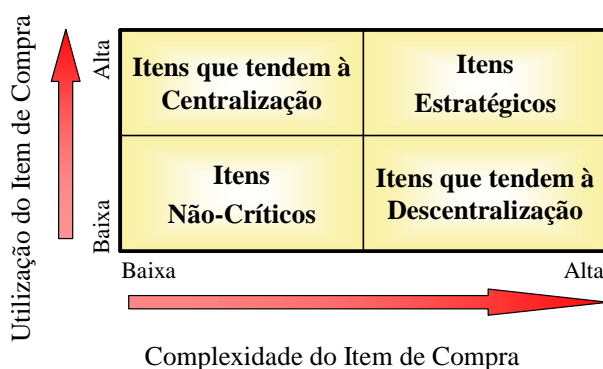 Utilização do Item de Compra
Alta
Baixa
Itens que tendem à
Centralização
Itens
Estratégicos
Itens
Não-Críticos
Itens que tendem à
Descentralização
Baixa
Alta
Complexidade do Item de Compra